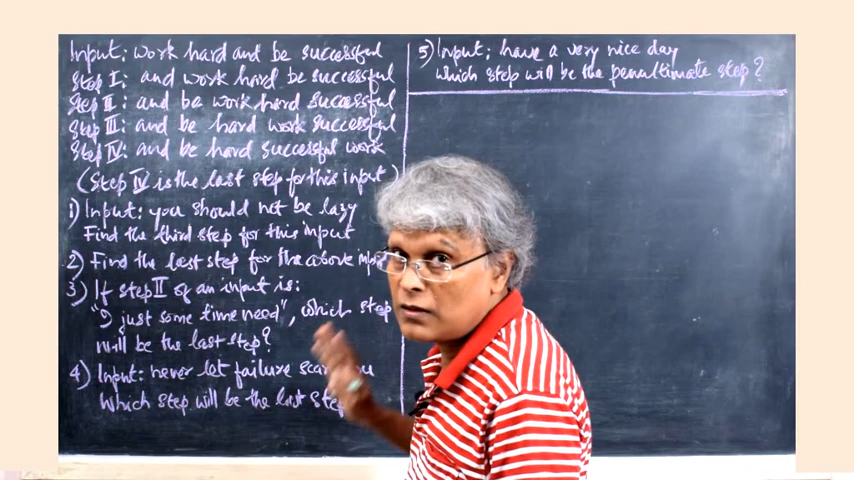 Input: work hard and be successful
Step I: and work hard be successful
Step II: and be work hard successful
Step III: and be hard work successful
Step IV: and be hard successful work
(Step IV is the last step for this input)
1) Input: you should not be lazy
Find the third step for this input
2) Find the last step for the above
3) If step II of an input is:
"I just some time need", which step
will be the last step?
4) Input: never let failure
Which step will be the last
5) Input: have a very nice day
which step will be the penaltimate step?